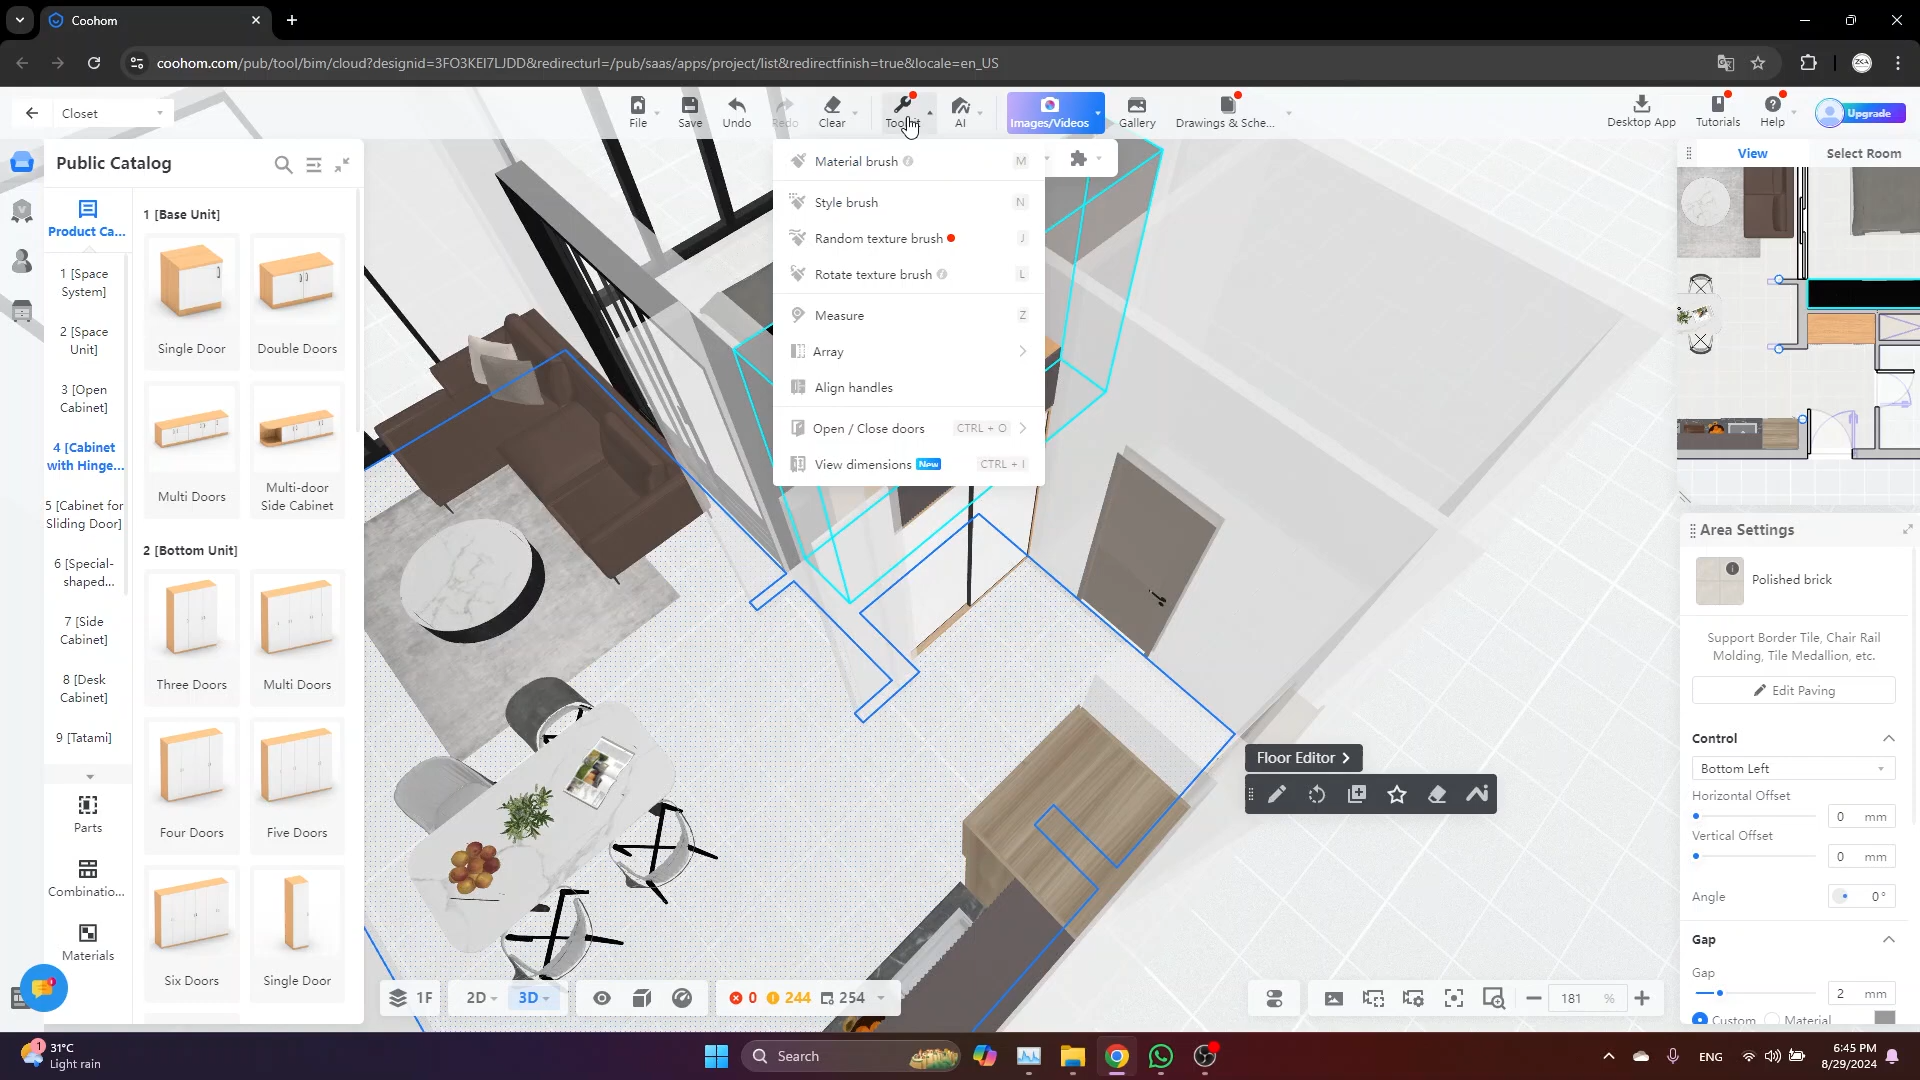 Coohom
coohom.com/pub/tool/bim/cloud?designid=3FO3KEI7LJDD&redirecturl=/pub/saas/apps/project/list&redirectfinish=true&locale=en_US
Closet
File
Save
Undo
Redo
Clear
Toolkit
AI
Images/Videos
Gallery
Drawings & Sche...
Desktop App
Tutorials
Help
Upgrade
Public Catalog
Product Ca...
1 [Space
System]
2 [Space
Unit]
3 [Open
Cabinet]
4 [Cabinet
with Hinge...
5 [Cabinet for
Sliding Door]
6 [Special-
shaped...
7 [Side
Cabinet]
8 [Desk
Cabinet]
9 [Tatami]
Parts
Combinatio...
Materials
1 [Base Unit]
Single Door
Double Doors
Multi Doors
Multi-door
Side Cabinet
2 [Bottom Unit]
Three Doors
Multi Doors
Four Doors
Five Doors
Six Doors
Single Door
Material brush M
Style brush N
Random texture brush J
Rotate texture brush L
Measure Z
Array
Align handles
Open / Close doors CTRL + O
View dimensions New CTRL + I
Floor Editor >
View
Select Room
Area Settings
Polished brick
Support Border Tile, Chair Rail
Molding, Tile Medallion, etc.
Edit Paving
Control
Bottom Left
Horizontal Offset
0 mm
Vertical Offset
0 mm
Angle
0°
Gap
Gap
2 mm
Custom Material
1F
2D
3D
0
244
254
181 %
1
31°C
Light rain
Search
ENG
6:45 PM
8/29/2024